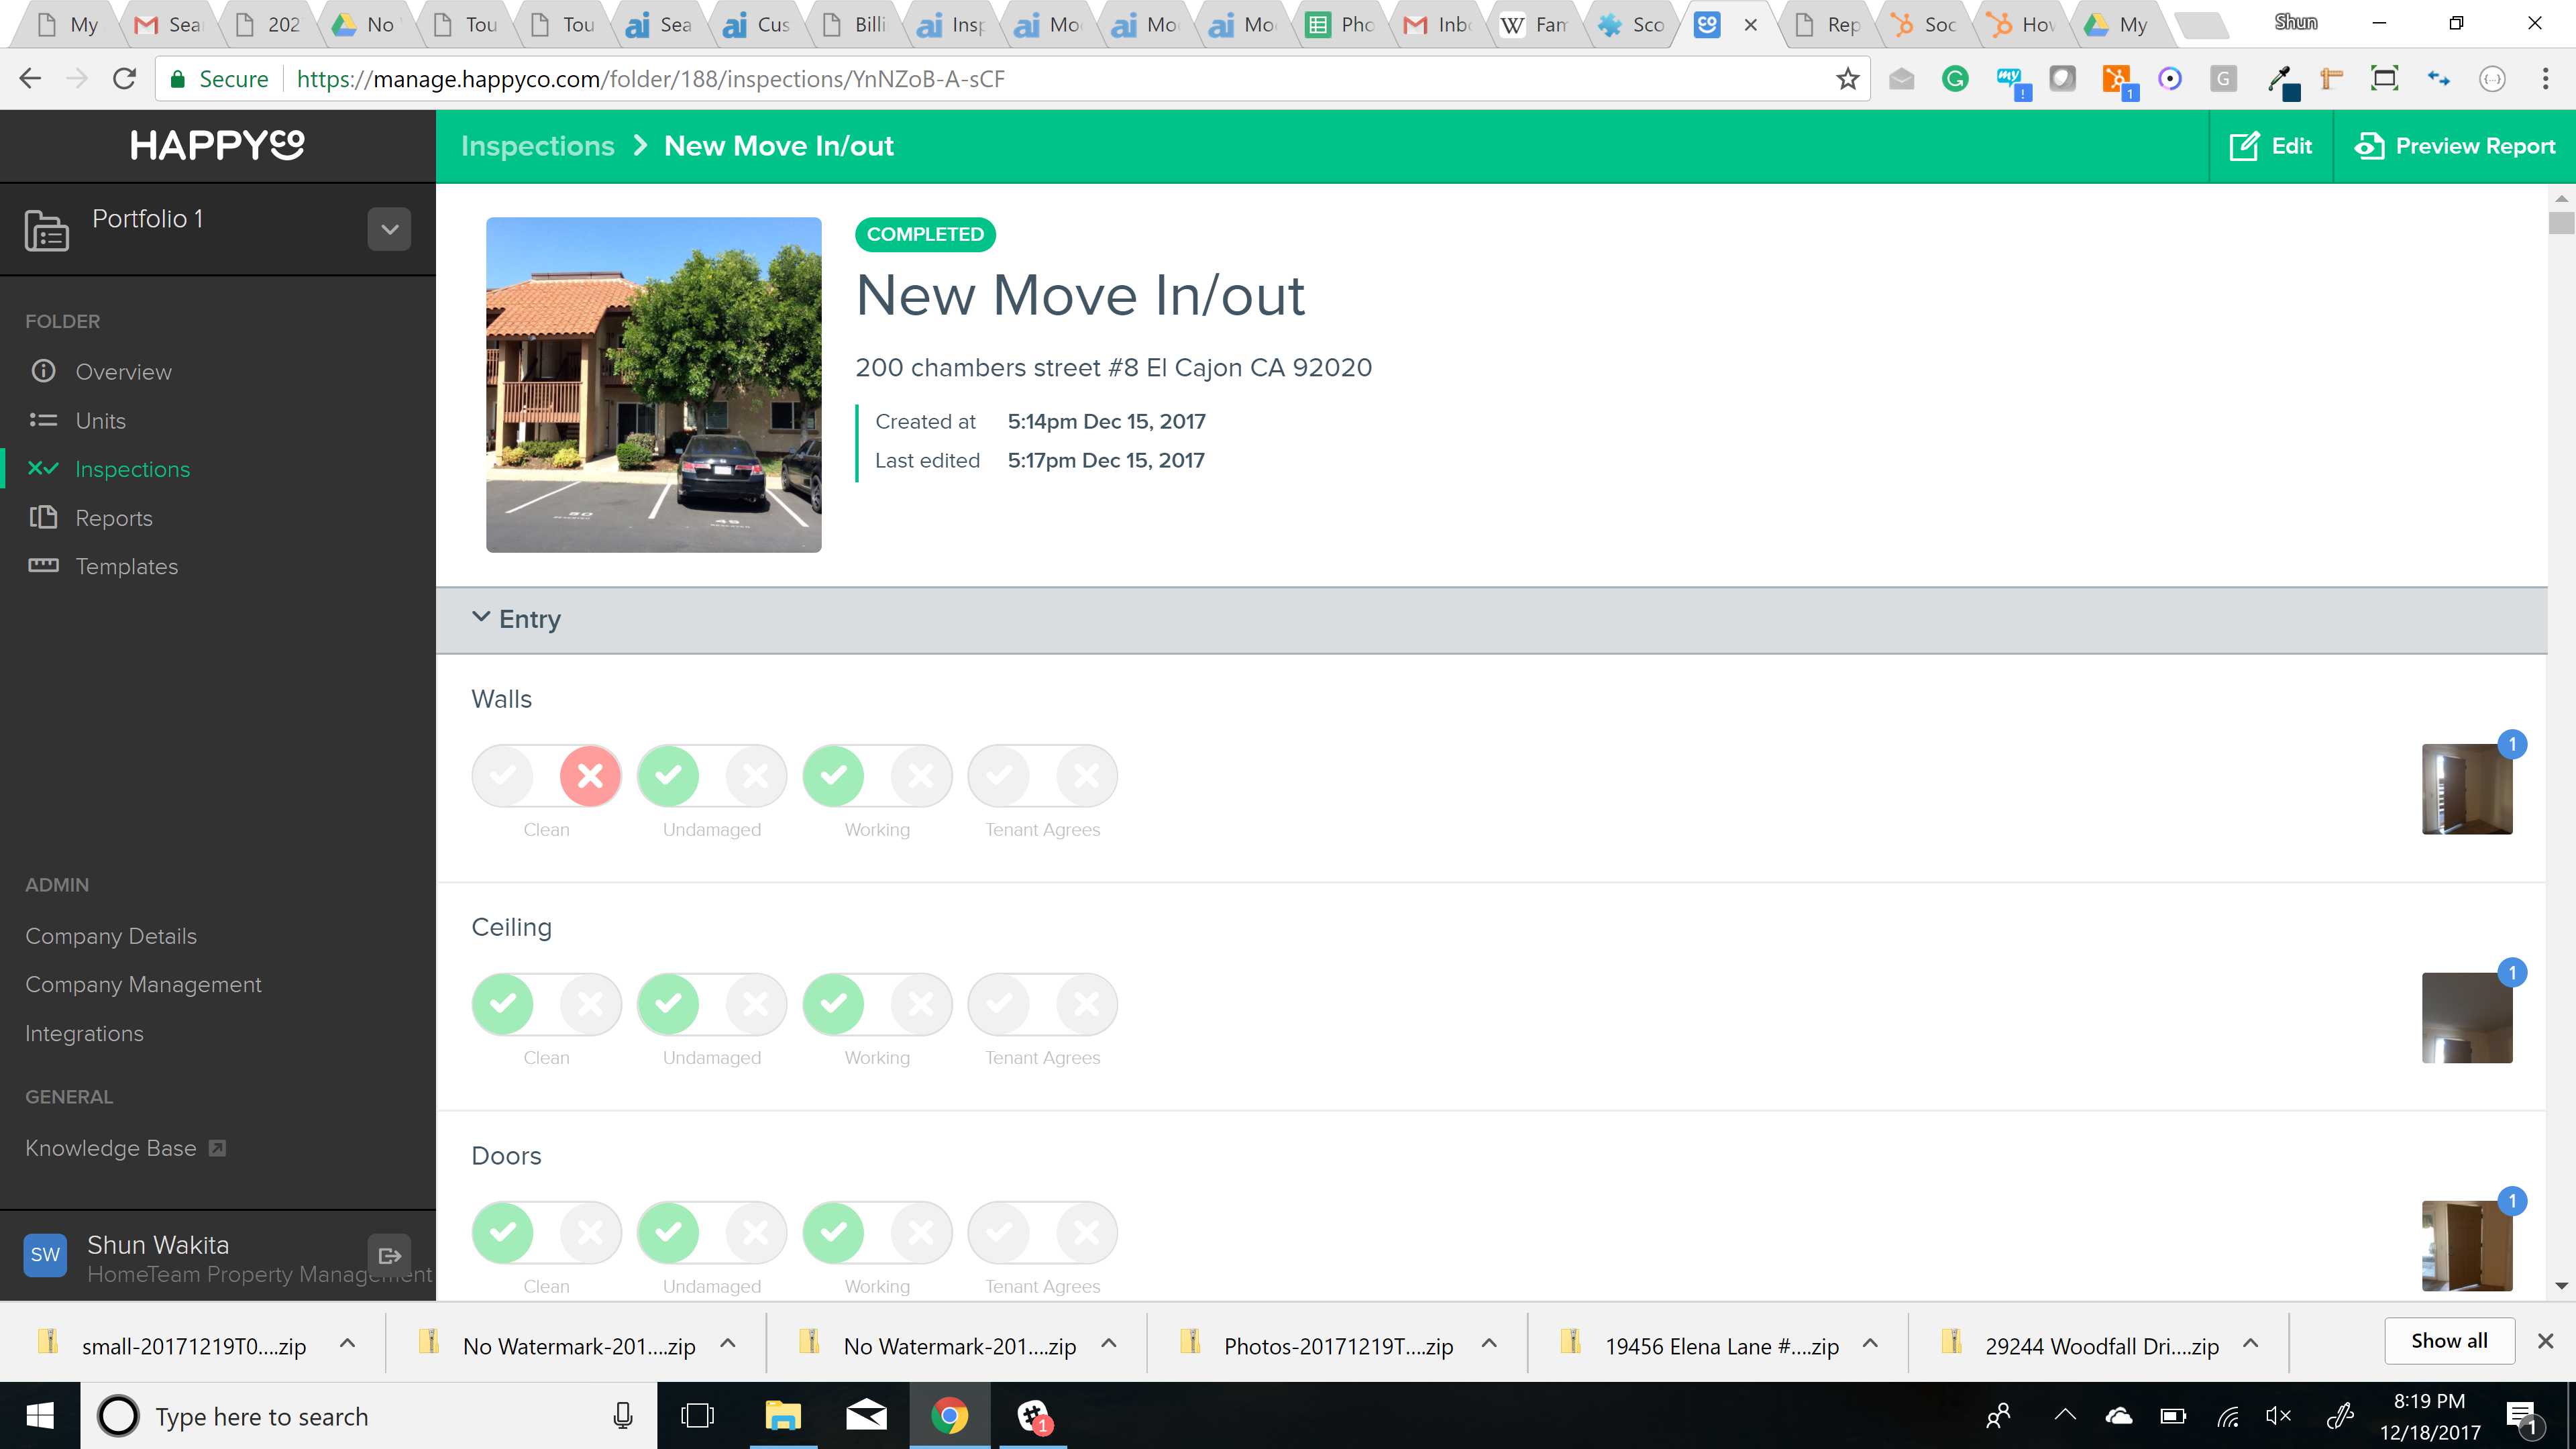 My
Sea
202
No
Tou
Tou
Sea
Cus
Billi
Insp
Mo
Mo
Mo
Pho
Inb
Fam
Sco
Rep
Soc
How
My
Shun
Secure
https://manage.happyco.com/folder/188/inspections/YnNZoB-A-sCF
HAPPYco
Inspections > New Move In/out
Edit
Preview Report
Portfolio 1
FOLDER
Overview
Units
Inspections
Reports
Templates
ADMIN
Company Details
Company Management
Integrations
GENERAL
Knowledge Base
SW
Shun Wakita
HomeTeam Property Management
COMPLETED
New Move In/out
200 chambers street #8 El Cajon CA 92020
Created at 5:14pm Dec 15, 2017
Last edited 5:17pm Dec 15, 2017
Entry
Walls
Clean Undamaged Working Tenant Agrees
1
Ceiling
Clean Undamaged Working Tenant Agrees
1
Doors
Clean Undamaged Working Tenant Agrees
1
small-20171219T0....zip
No Watermark-201....zip
No Watermark-201....zip
Photos-20171219T....zip
19456 Elena Lane #....zip
29244 Woodfall Dri....zip
Show all
Type here to search
1
8:19 PM
12/18/2017
1